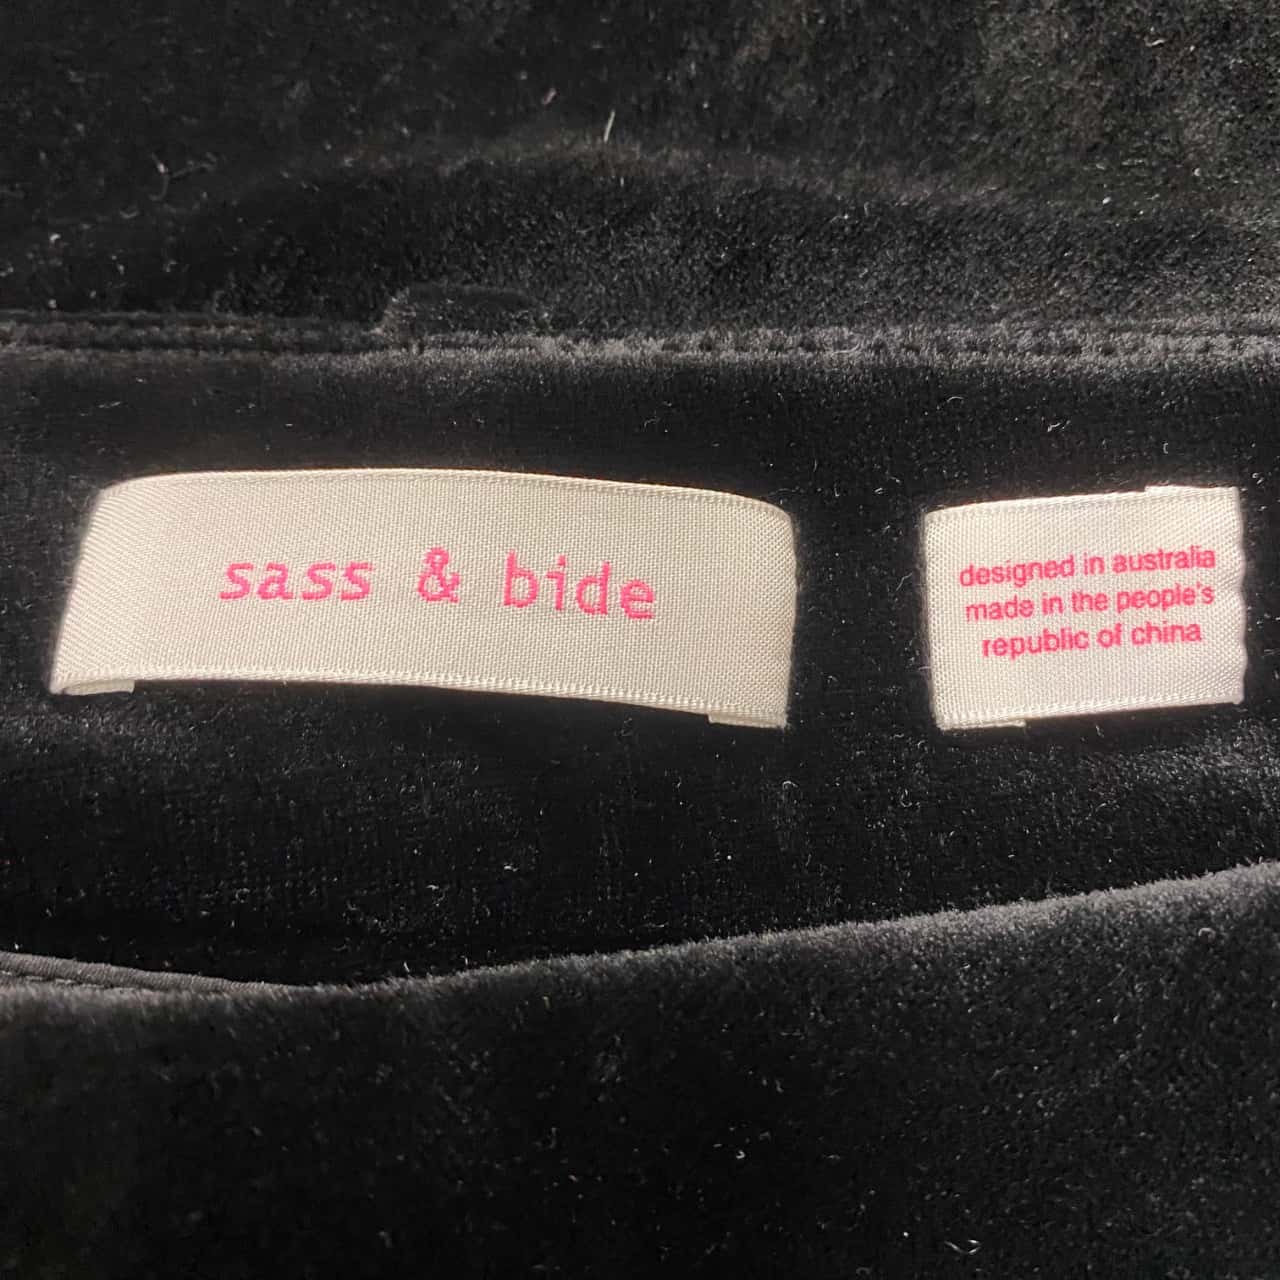 sass & bide
designed in australia
made in the people's
republic of china